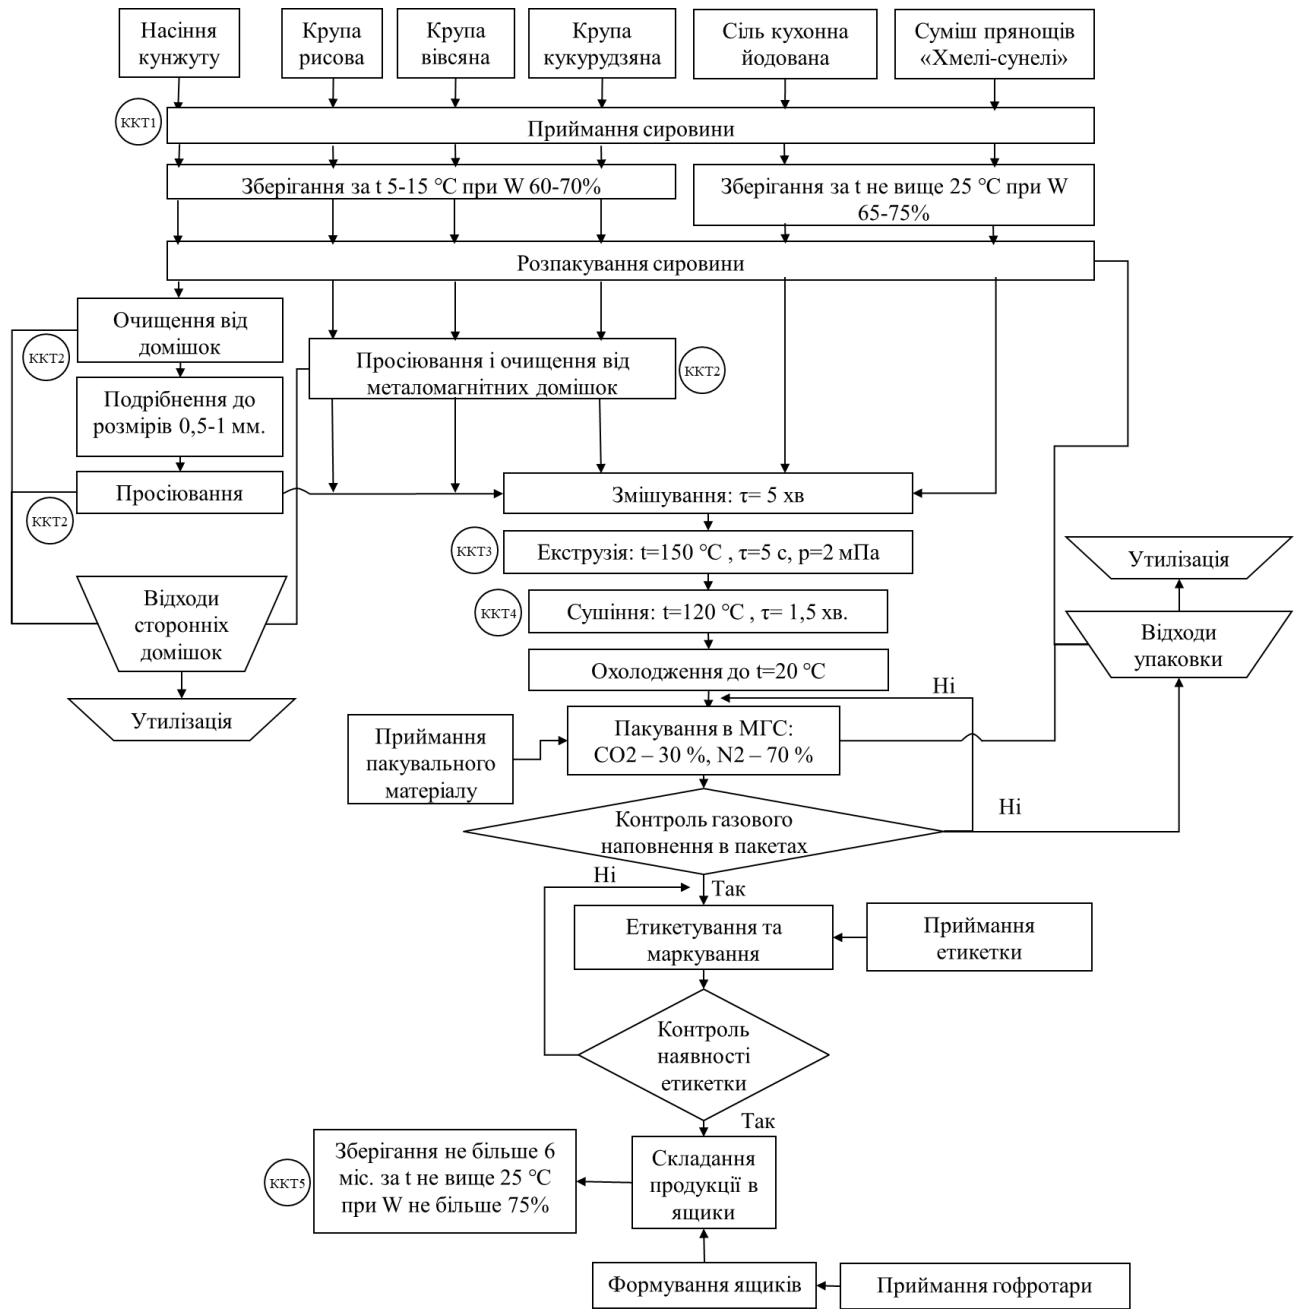 Насіння
кунжуту
Крупа
рисова
Крупа
вівсяна
Крупа
кукурудзяна
Сіль кухонна
йодована
Суміш прянощів
«Хмелі-сунелі»
ККТ1
Приймання сировини
Зберігання за t 5-15 °С при W 60-70%
Зберігання за t не вище 25 °С при W
65-75%
Розпакування сировини
Очищення від
домішок
ККТ2
Просіювання і очищення від
металомагнітних домішок
ККТ2
Подрібнення до
розмірів 0,5-1 мм.
Просіювання
ККТ2
Змішування: τ= 5 хв
ККТ3
Екструзія: t=150 °С , τ=5 с, р=2 мПа
Утилізація
ККТ4
Сушіння: t=120 °С , τ= 1,5 хв.
Відходи
сторонніх
домішок
Відходи
упаковки
Охолодження до t=20 °С
Ні
Утилізація
Приймання
пакувального
матеріалу
Пакування в МГС:
СО2 – 30 %, N2 – 70 %
Ні
Контроль газового
наповнення в пакетах
Ні
Так
Етикетування та
маркування
Приймання
етикетки
Контроль
наявності
етикетки
Так
Зберігання не більше 6
міс. за t не вище 25 °С
при W не більше 75%
ККТ5
Складання
продукції в
ящики
Формування ящиків
Приймання гофротари